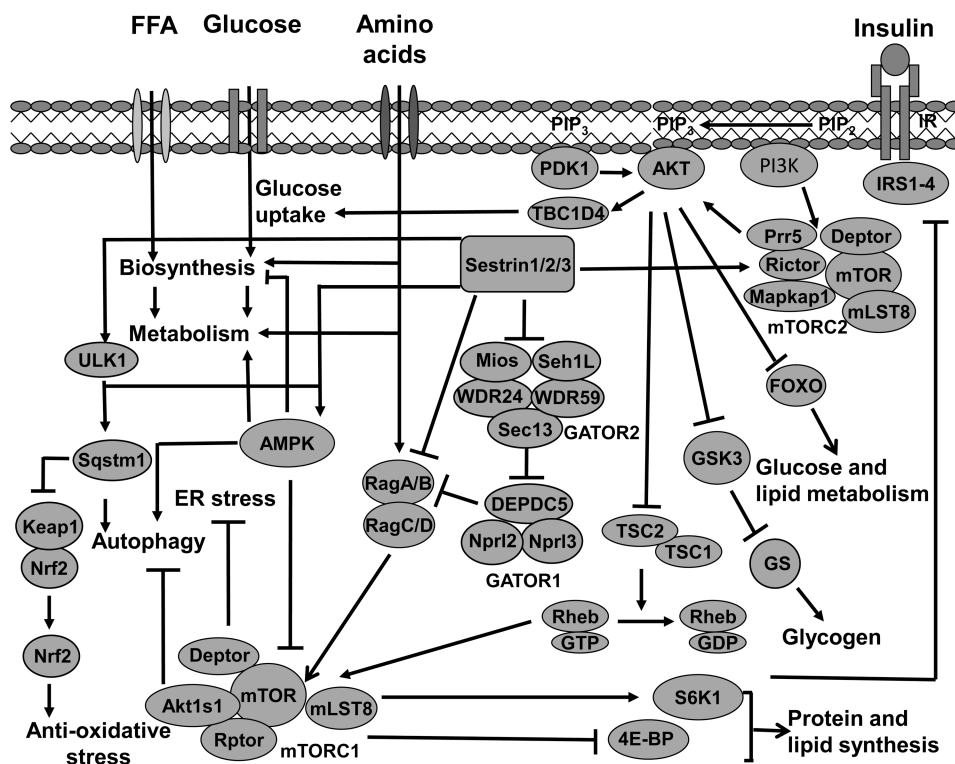 FFA
Glucose
Amino
acids
Insulin
PIP3
PIP3
PIP2
IR
PDK1
AKT
PI3K
IRS1-4
Glucose
uptake
TBC1D4
Prr5
Deptor
Biosynthesis
Sestrin1/2/3
Rictor
mTOR
Mapkap1
mLST8
mTORC2
Metabolism
ULK1
Mios
Seh1L
WDR24
WDR59
Sec13
GATOR2
FOXO
AMPK
Sqstm1
GSK3
Glucose and
lipid metabolism
RagA/B
RagC/D
ER stress
DEPDC5
Nprl2
Nprl3
GATOR1
Keap1
Nrf2
Autophagy
TSC2
TSC1
GS
Rheb
GTP
Rheb
GDP
Glycogen
Nrf2
Deptor
mTOR
Akt1s1
mLST8
Rptor
mTORC1
S6K1
4E-BP
Protein and
lipid synthesis
Anti-oxidative
stress